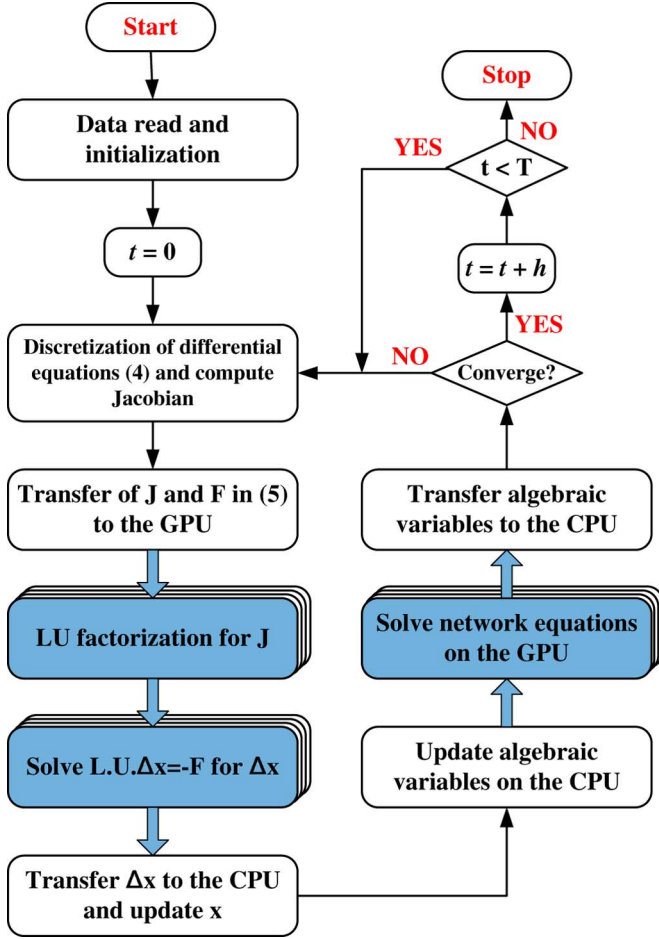 Start
Data read and
initialization
t = 0
Discretization of differential
equations (4) and compute
Jacobian
Transfer of J and F in (5)
to the GPU
LU factorization for J
Solve L.U.Δx=-F for Δx
Transfer Δx to the CPU
and update x
Update algebraic
variables on the CPU
Solve network equations
on the GPU
Transfer algebraic
variables to the CPU
Converge?
NO
YES
t = t + h
t < T
YES
NO
Stop